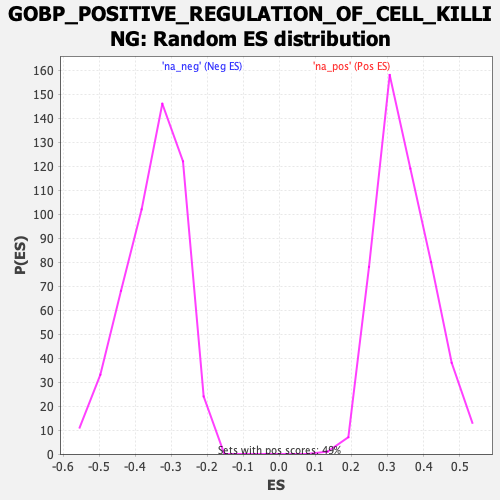 GOBP_POSITIVE_REGULATION_OF_CELL_KILLI
NG: Random ES distribution
'na_neg' (Neg ES) 'na_pos' (Pos ES)
160
150
140
130
120
110
100
90
80
70
60
50
40
30
20
10
0
P(ES)
Sets with pos scores: 49%
-0.6 -0.5 -0.4 -0.3 -0.2 -0.1 0.0 0.1 0.2 0.3 0.4 0.5
ES